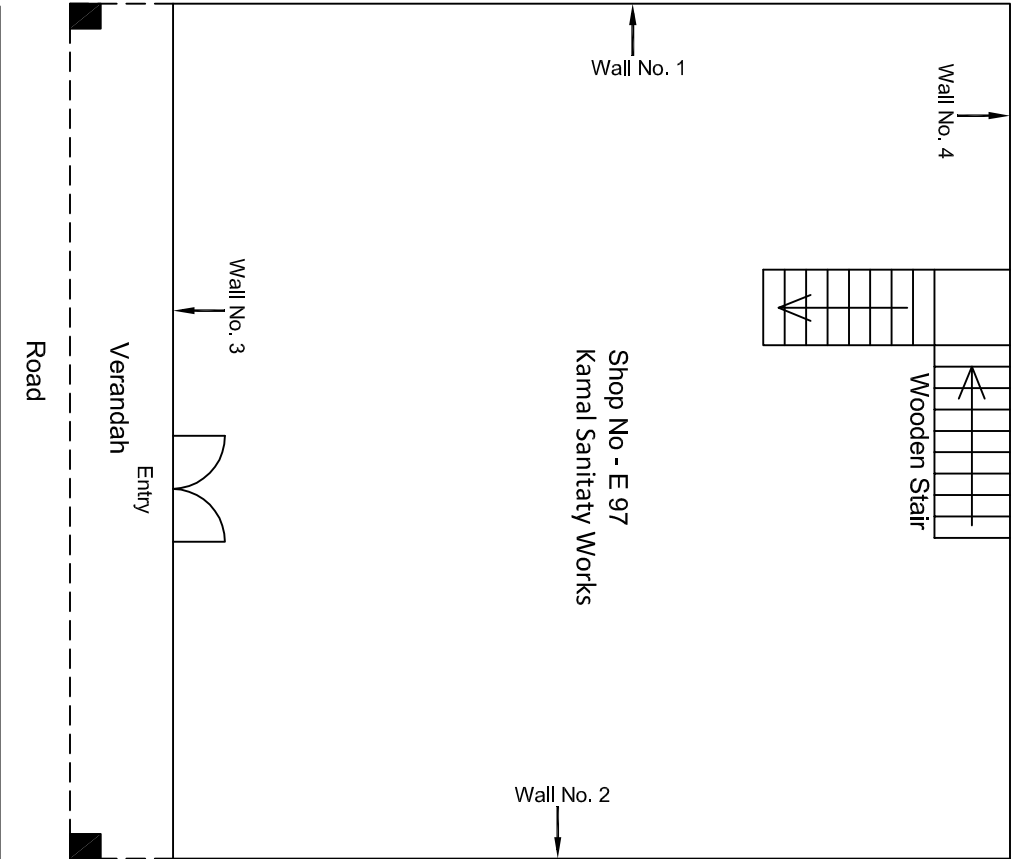 Wall No. 1
Wall No. 4
Wall No. 3
Shop No - E 97
Kamal Sanitaty Works
Wooden Stair
Road
Verandah
Entry
Wall No. 2